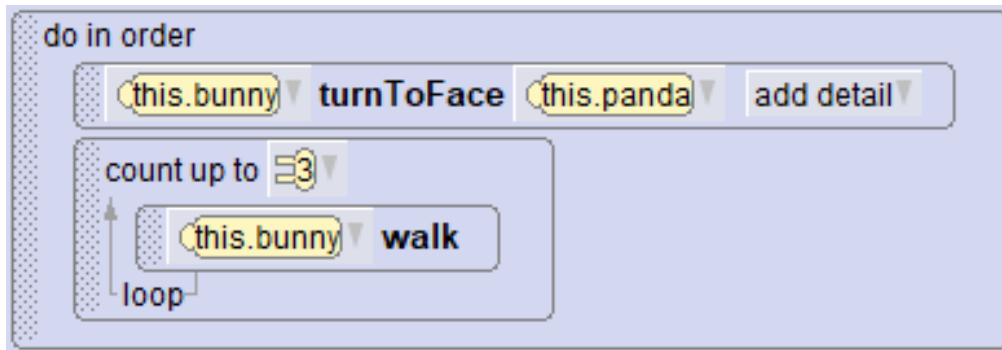 do in order
this.bunny turnToFace this.panda add detail
count up to 3
this.bunny walk
loop